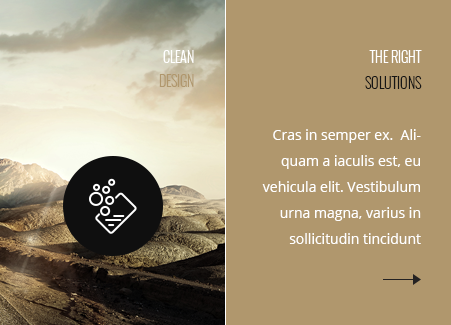 CLEAN
DESIGN
THE RIGHT
SOLUTIONS
Cras in semper ex.  Ali-
quam a iaculis est, eu
vehicula elit. Vestibulum
urna magna, varius in
sollicitudin tincidunt